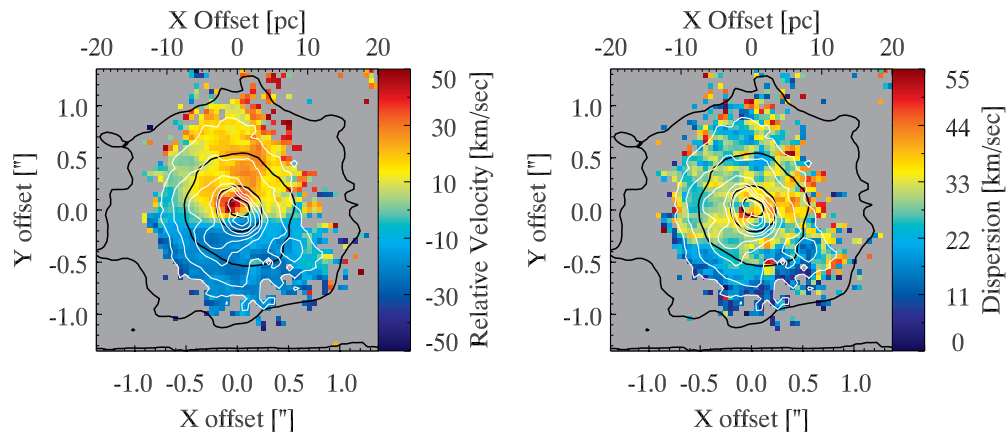 X Offset [pc]
-20 -10 0 10 20
1.0
0.5
0.0
-0.5
-1.0
Y offset ["]
-1.0 -0.5 0.0 0.5 1.0
X offset ["]
50
30
10
-10
-30
-50
Relative Velocity [km/sec]
X Offset [pc]
-20 -10 0 10 20
1.0
0.5
0.0
-0.5
-1.0
Y offset ["]
-1.0 -0.5 0.0 0.5 1.0
X offset ["]
55
44
33
22
11
0
Dispersion [km/sec]